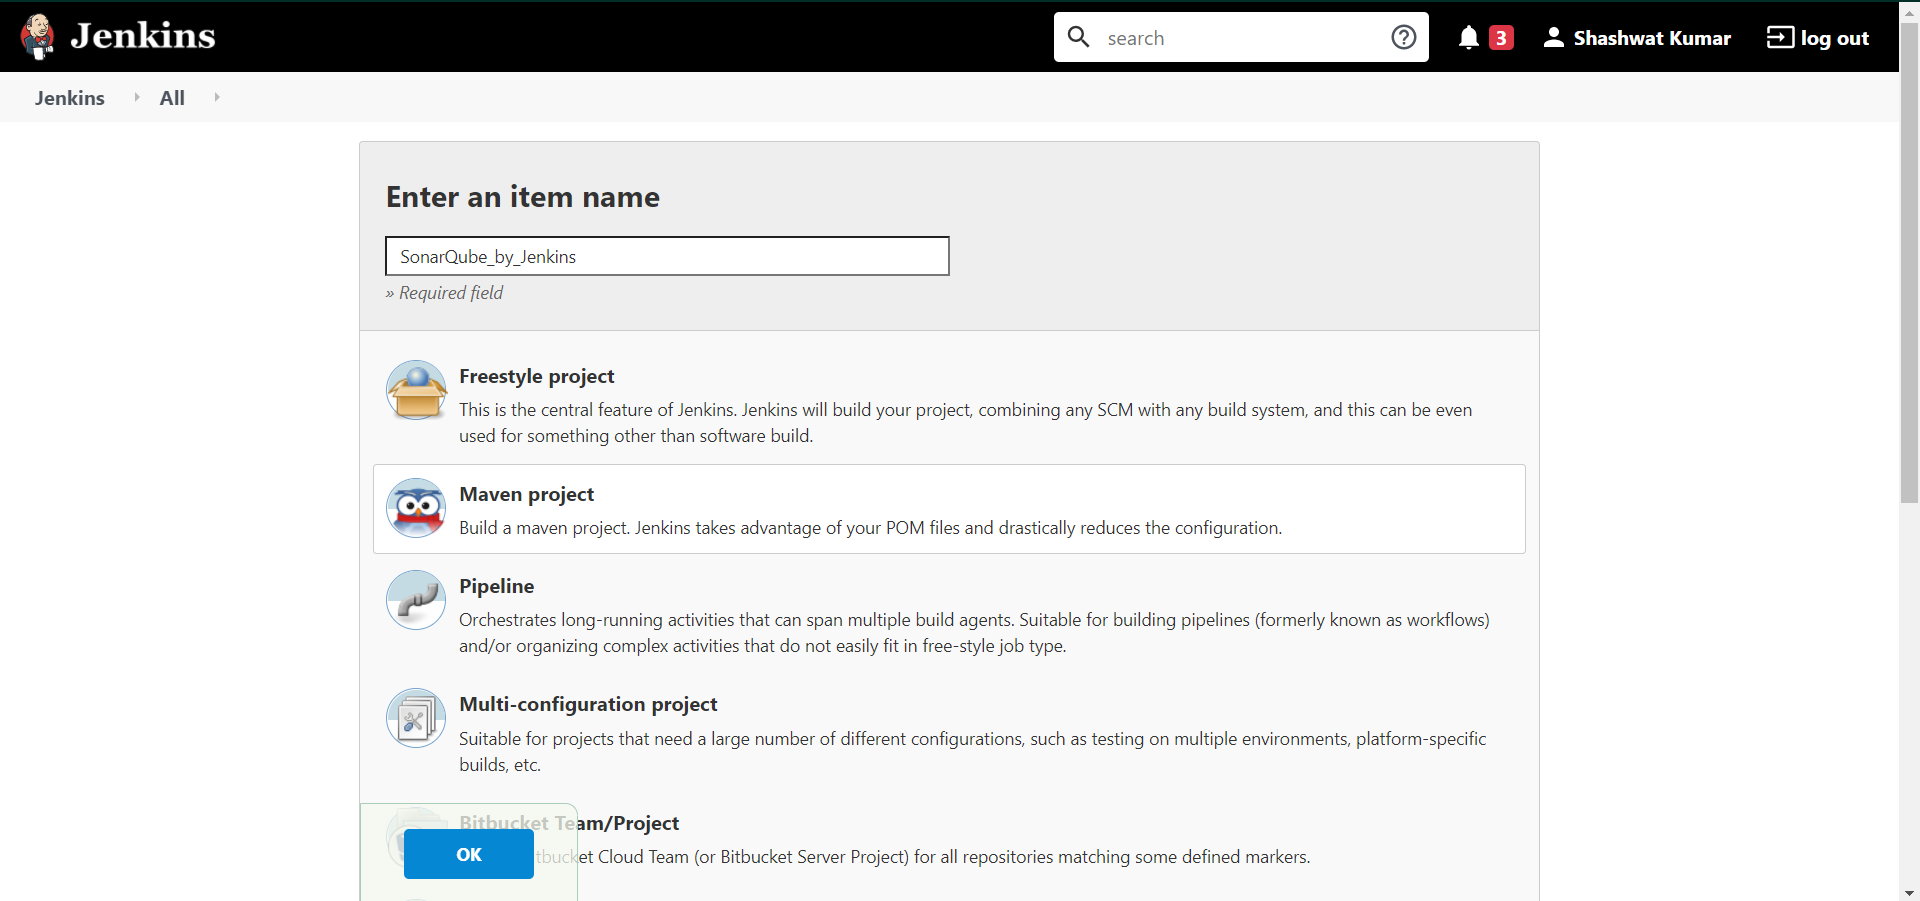 Jenkins
search
3
Shashwat Kumar
log out
Jenkins
All
Enter an item name
SonarQube_by_Jenkins
» Required field
Freestyle project
This is the central feature of Jenkins. Jenkins will build your project, combining any SCM with any build system, and this can be even
used for something other than software build.
Maven project
Build a maven project. Jenkins takes advantage of your POM files and drastically reduces the configuration.
Pipeline
Orchestrates long-running activities that can span multiple build agents. Suitable for building pipelines (formerly known as workflows)
and/or organizing complex activities that do not easily fit in free-style job type.
Multi-configuration project
Suitable for projects that need a large number of different configurations, such as testing on multiple environments, platform-specific
builds, etc.
Bitbucket Team/Project
OK
tbucket Cloud Team (or Bitbucket Server Project) for all repositories matching some defined markers.